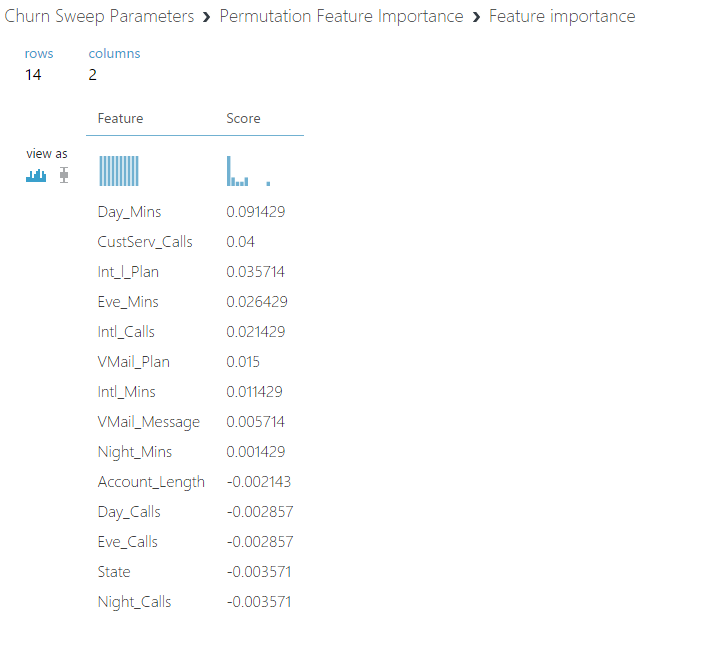 Churn Sweep Parameters ❯ Permutation Feature Importance ❯ Feature importance
rows columns
14 2
Feature Score
view as
Day_Mins 0.091429
CustServ_Calls 0.04
Int_l_Plan 0.035714
Eve_Mins 0.026429
Intl_Calls 0.021429
VMail_Plan 0.015
Intl_Mins 0.011429
VMail_Message 0.005714
Night_Mins 0.001429
Account_Length -0.002143
Day_Calls -0.002857
Eve_Calls -0.002857
State -0.003571
Night_Calls -0.003571